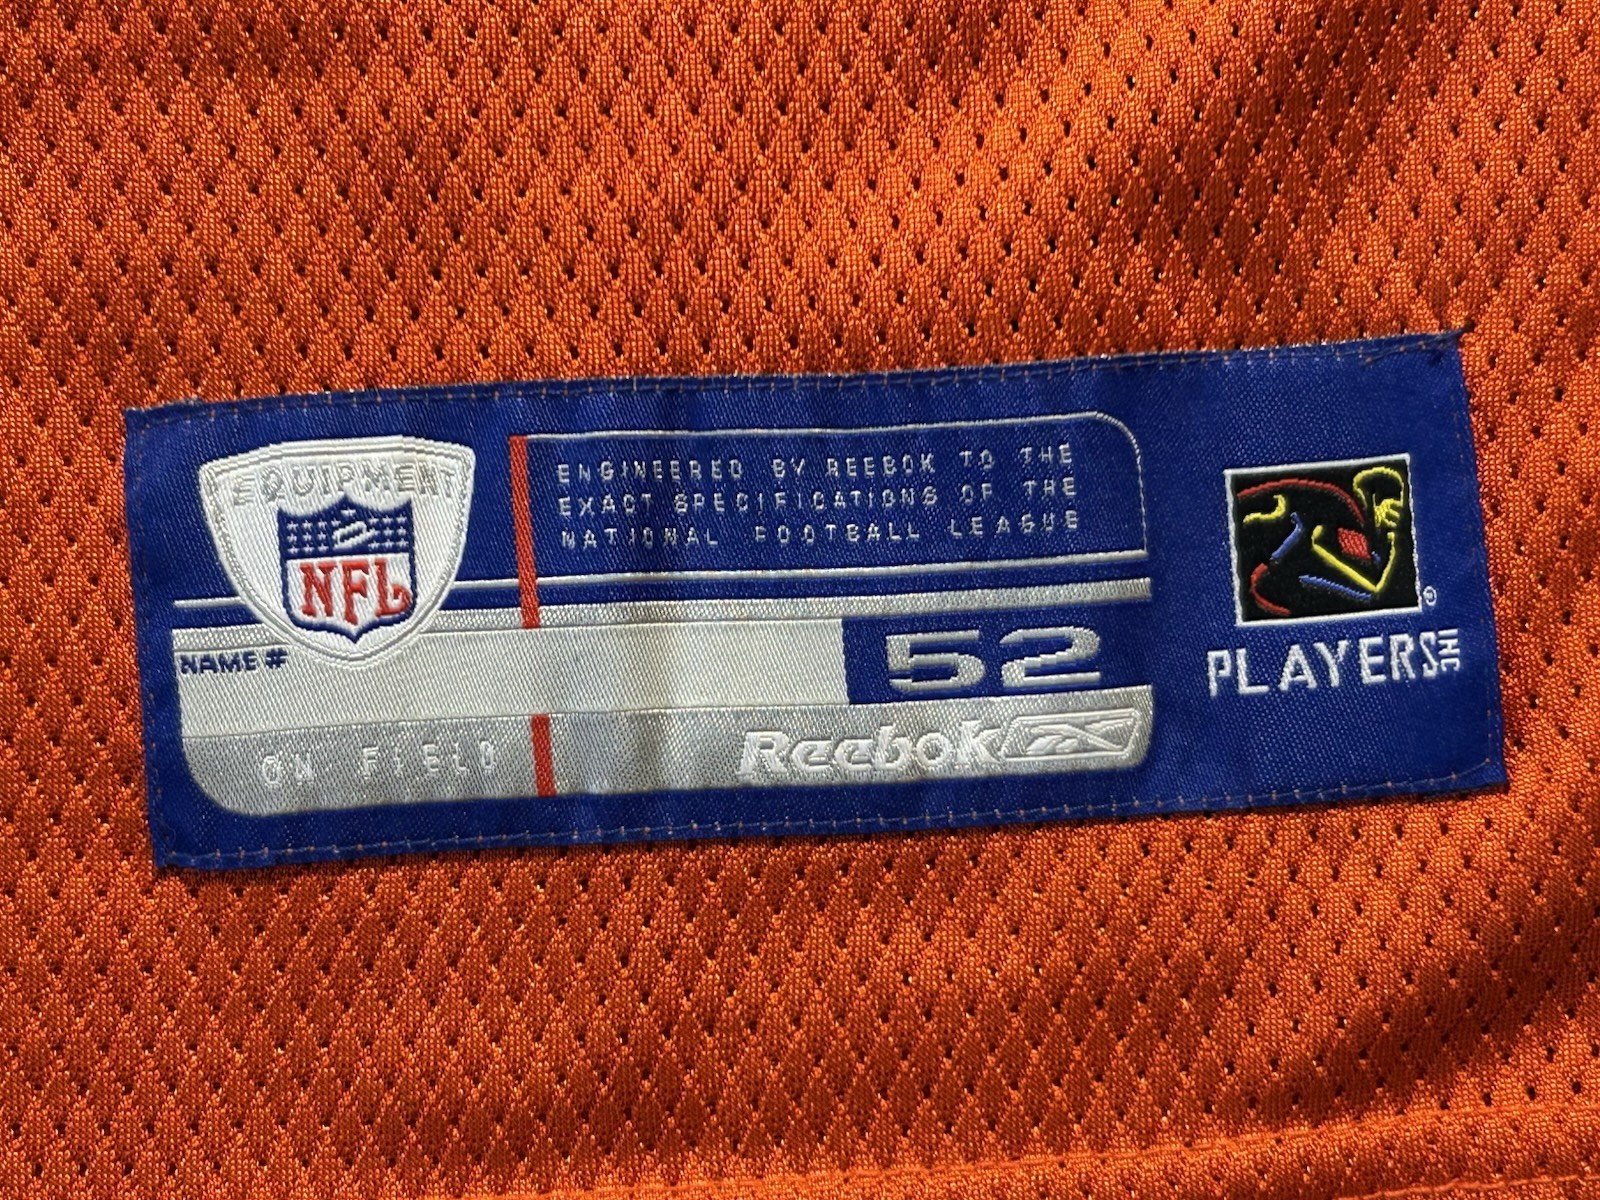 EQUIPMENT
NFL
ENGINEERED BY REEBOK TO THE
EXACT SPECIFICATIONS OF THE
NATIONAL FOOTBALL LEAGUE
NAME #
52
ON FIELD
Reebok
PLAYERS INC
®